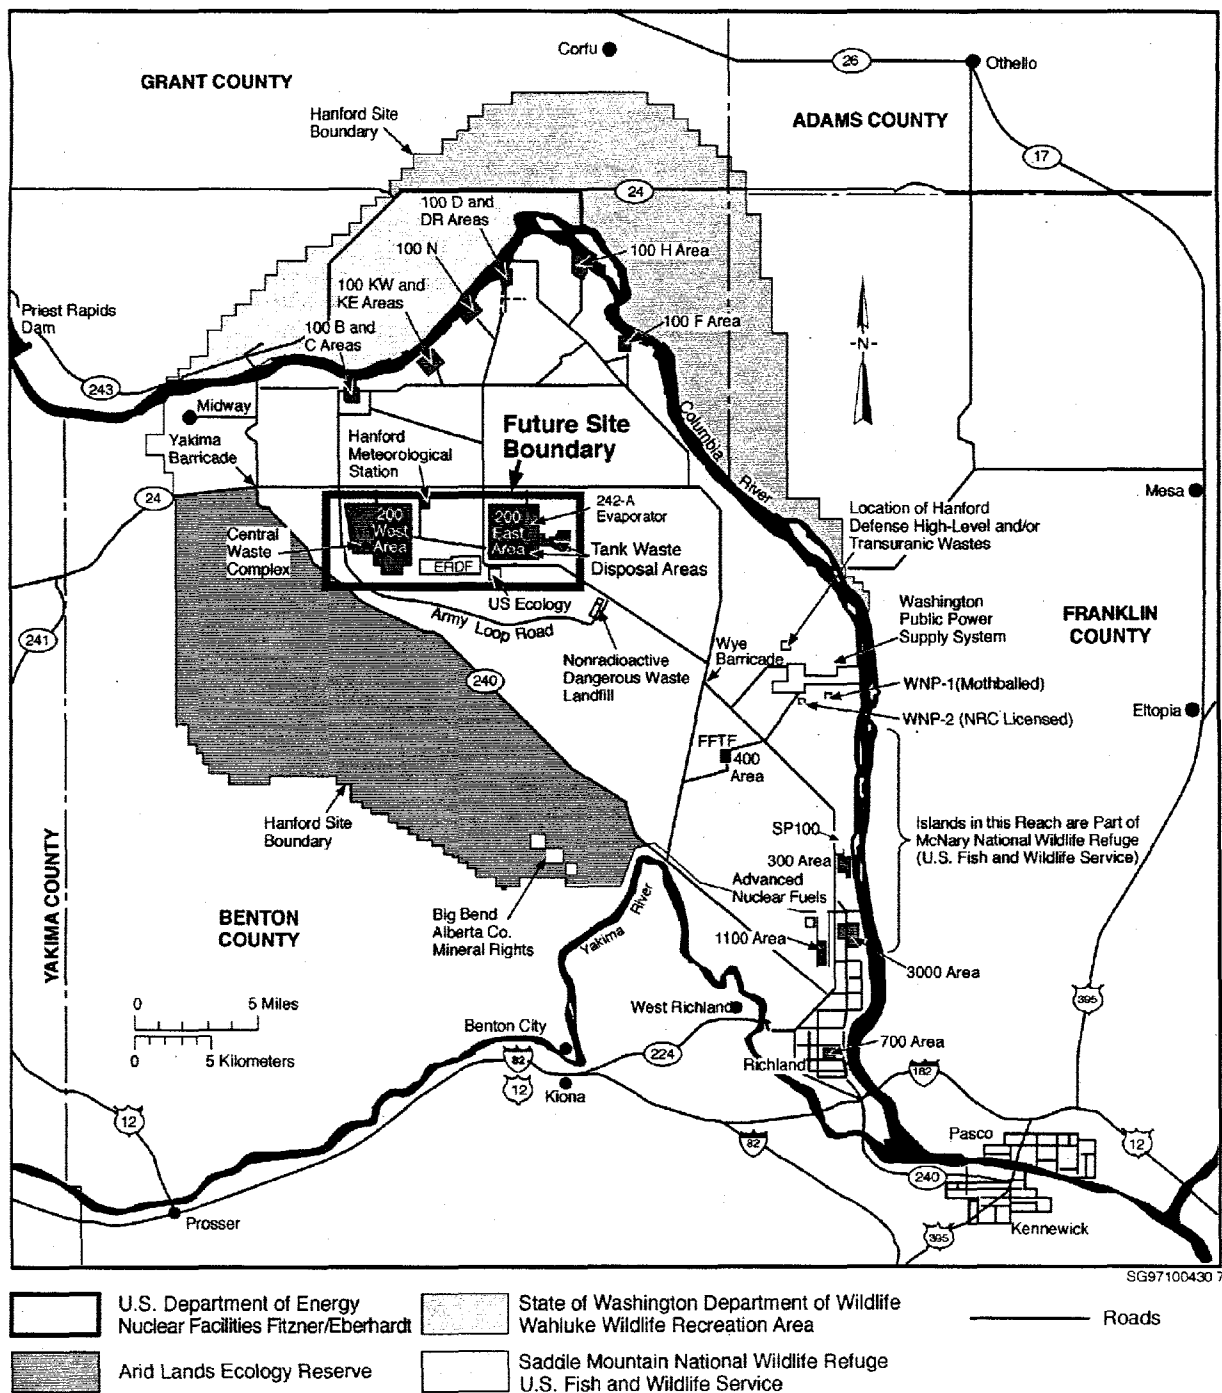 Corfu
26
Othello
GRANT COUNTY
Hanford Site
Boundary
ADAMS COUNTY
17
24
100 D and
DR Areas
100 N
100 H Area
100 KW and
KE Areas
Priest Rapids
Dam
100 B and
C Areas
100 F Area
-N-
243
Midway
Columbia
River
Future Site
Boundary
Hanford
Meteorological
Station
Yakima
Barricade
24
Mesa
242-A
Evaporator
200
West
Area
200
East
Area
Location of Hanford
Defense High-Level and/or
Transuranic Wastes
Central
Waste
Complex
ERDF
Tank Waste
Disposal Areas
US Ecology
Army Loop Road
Washington
Public Power
Supply System
FRANKLIN
COUNTY
241
Wye
Barricade
Nonradioactive
Dangerous Waste
Landfill
240
WNP-1(Mothballed)
WNP-2 (NRC Licensed)
Eltopia
FFTF
400
Area
Hanford Site
Boundary
SP100
300 Area
Islands in this Reach are Part of
McNary National Wildlife Refuge
(U.S. Fish and Wildlife Service)
Advanced
Nuclear Fuels
YAKIMA COUNTY
BENTON
COUNTY
Big Bend
Alberta Co.
Mineral Rights
Yakima
River
1100 Area
3000 Area
395
0
5 Miles
0
5 Kilometers
West Richland
Benton City
82
12
224
Kiona
Richland
700 Area
182
12
82
Pasco
12
240
Prosser
395
Kennewick
SG97100430 7
U.S. Department of Energy
Nuclear Facilities Fitzner/Eberhardt
State of Washington Department of Wildlife
Wahluke Wildlife Recreation Area
Roads
Arid Lands Ecology Reserve
Saddle Mountain National Wildlife Refuge
U.S. Fish and Wildlife Service